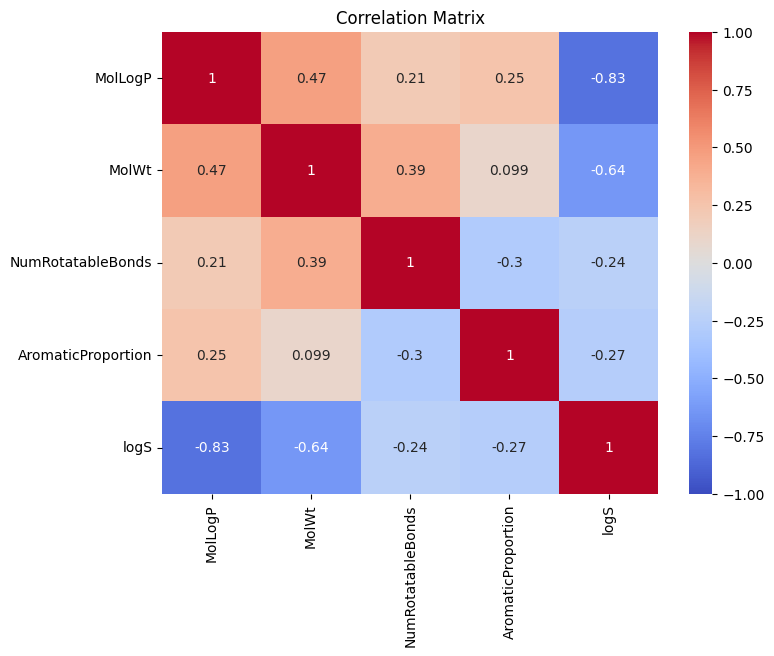 Correlation Matrix
MolLogP 1 0.47 0.21 0.25 -0.83
MolWt 0.47 1 0.39 0.099 -0.64
NumRotatableBonds 0.21 0.39 1 -0.3 -0.24
AromaticProportion 0.25 0.099 -0.3 1 -0.27
logS -0.83 -0.64 -0.24 -0.27 1
MolLogP
MolWt
NumRotatableBonds
AromaticProportion
logS
1.00
0.75
0.50
0.25
0.00
−0.25
−0.50
−0.75
−1.00